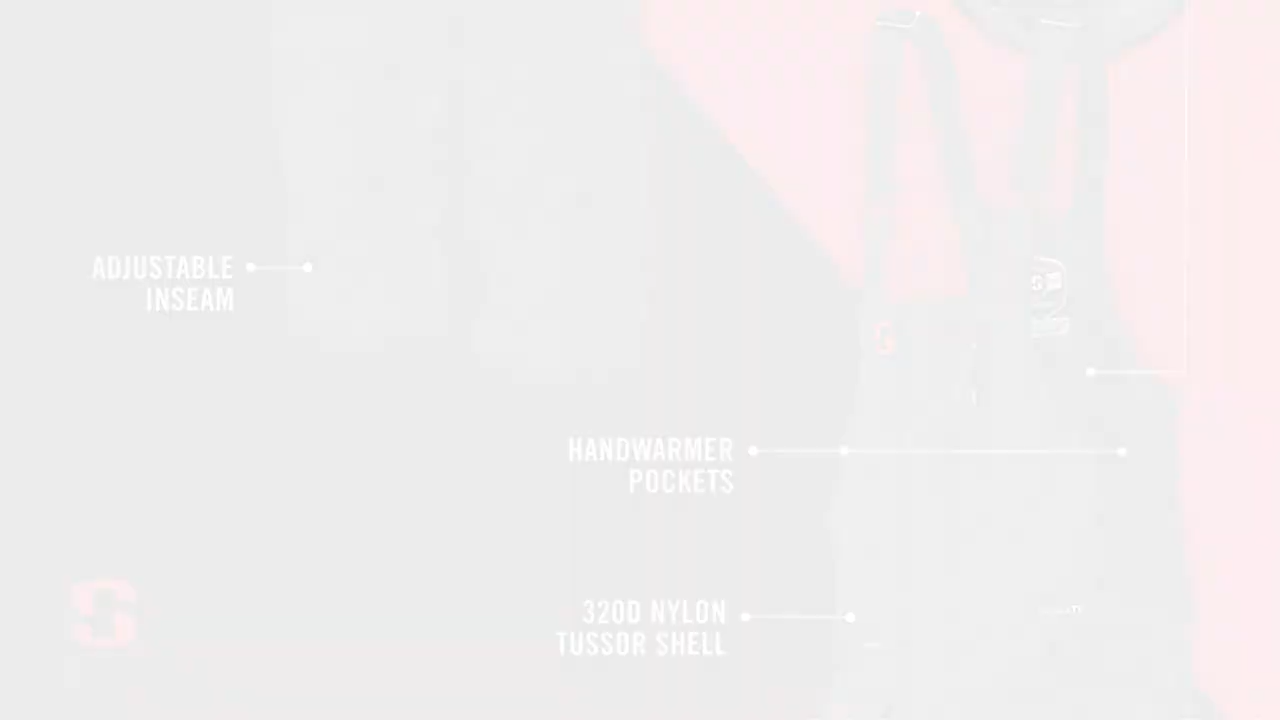 ADJUSTABLE
INSEAM
HANDWARMER
POCKETS
320D NYLON
TUSSOR SHELL